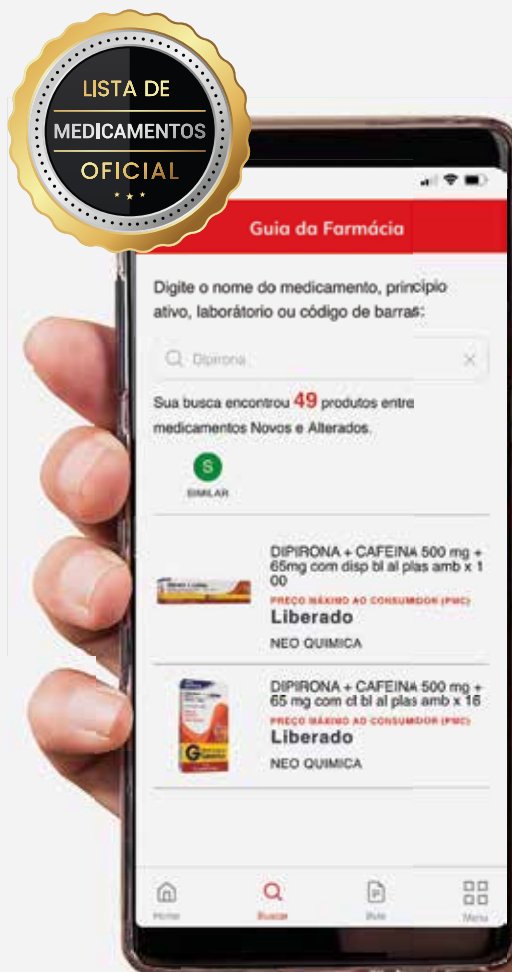 LISTA DE
MEDICAMENTOS
OFICIAL
Guia da Farmácia
Digite o nome do medicamento, princípio
ativo, laborátorio ou código de barras:
Dipirona
Sua busca encontrou 49 produtos entre
medicamentos Novos e Alterados.
S
SIMILAR
DIPIRONA + CAFEINA 500 mg +
65mg com disp bl al plas amb x 1
00
PREÇO MÁXIMO AO CONSUMIDOR (PMC)
Liberado
NEO QUIMICA
DIPIRONA + CAFEINA 500 mg +
65 mg com ct bl al plas amb x 16
PREÇO MÁXIMO AO CONSUMIDOR (PMC)
Liberado
NEO QUIMICA
G
Home
Buscar
Menu